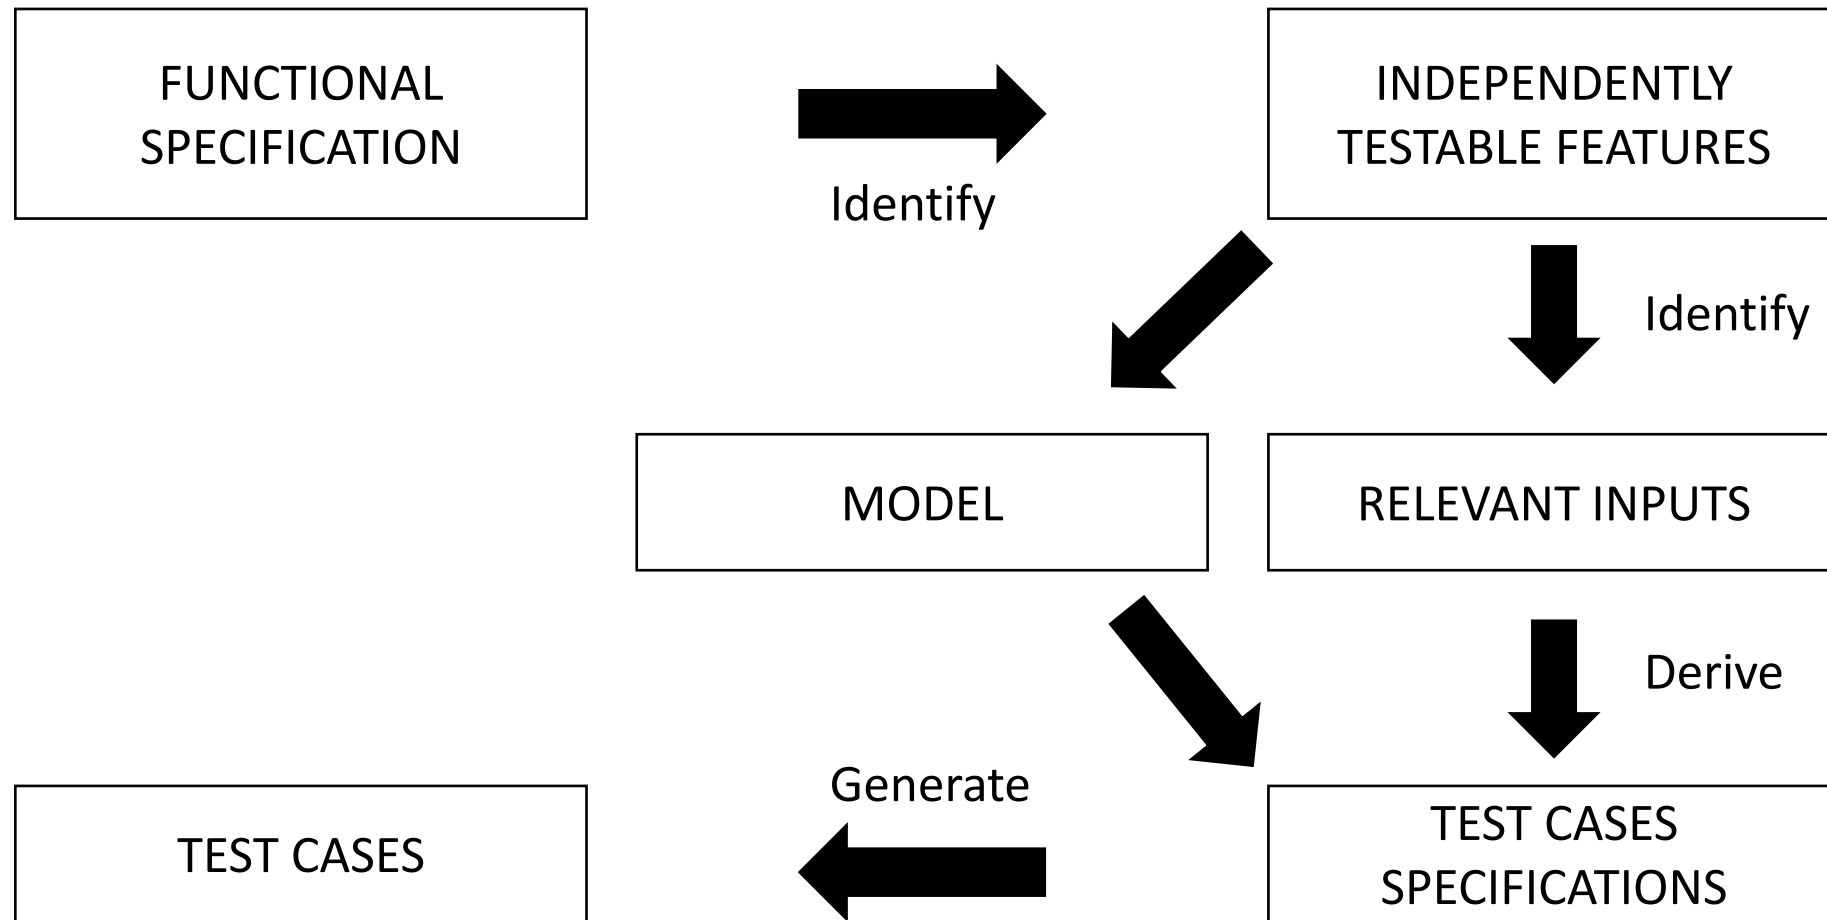 FUNCTIONAL
SPECIFICATION
Identify
INDEPENDENTLY
TESTABLE FEATURES
Identify
MODEL
RELEVANT INPUTS
Derive
Generate
TEST CASES
TEST CASES
SPECIFICATIONS